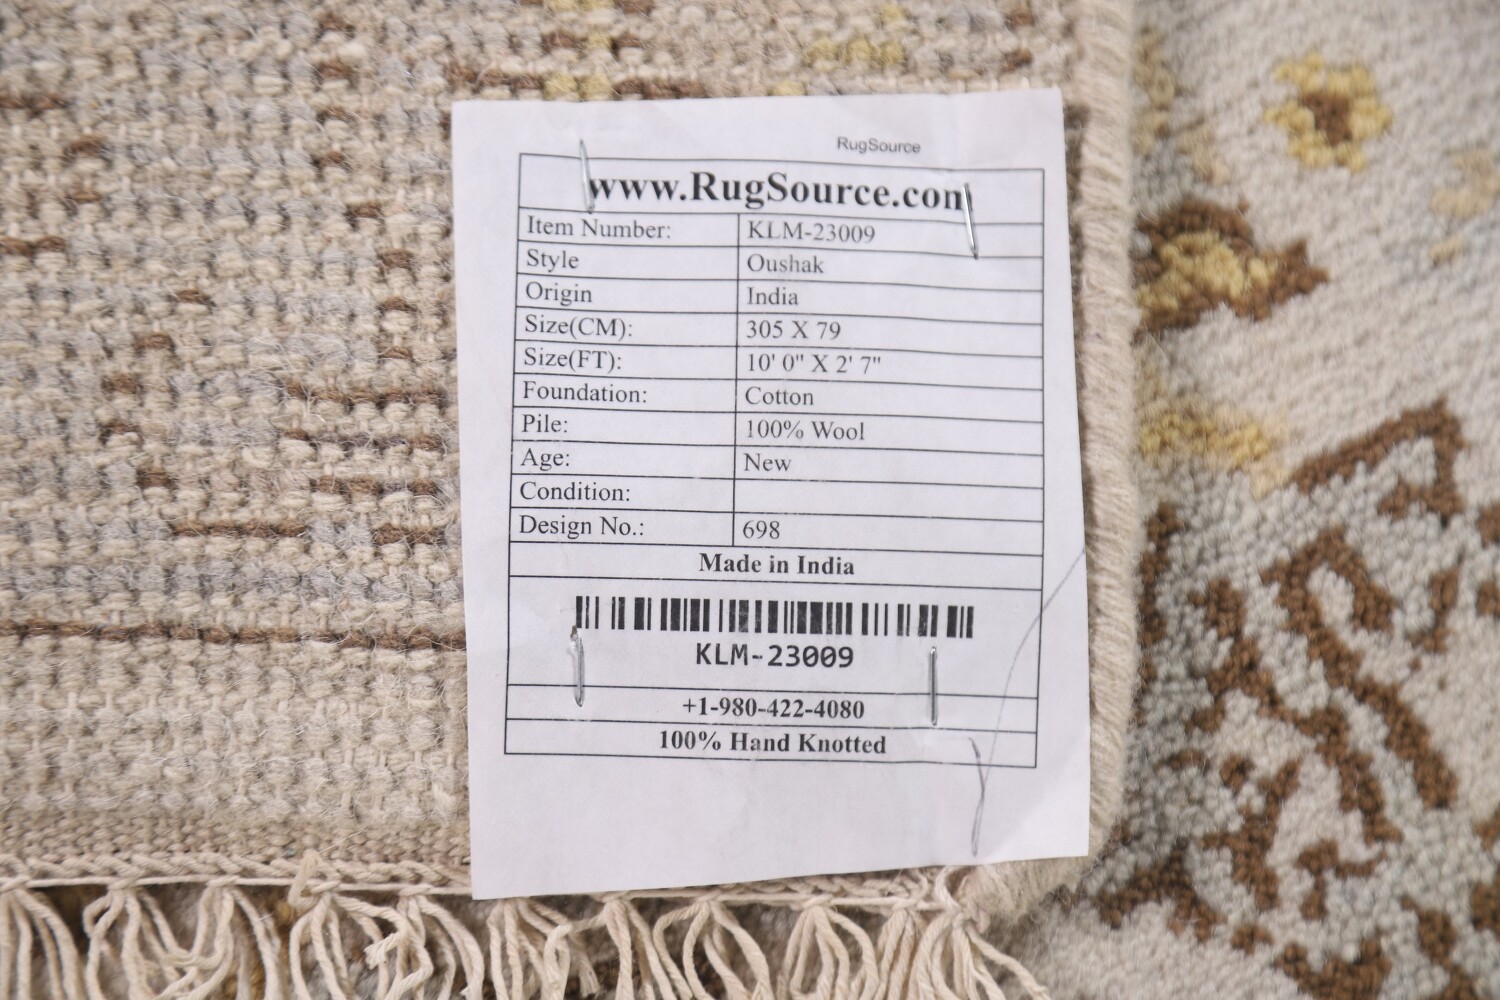 RugSource
www.RugSource.com
Item Number: KLM-23009
Style Oushak
Origin India
Size(CM): 305 X 79
Size(FT): 10' 0" X 2' 7"
Foundation: Cotton
Pile: 100% Wool
Age: New
Condition:
Design No.: 698
Made in India
KLM-23009
+1-980-422-4080
100% Hand Knotted